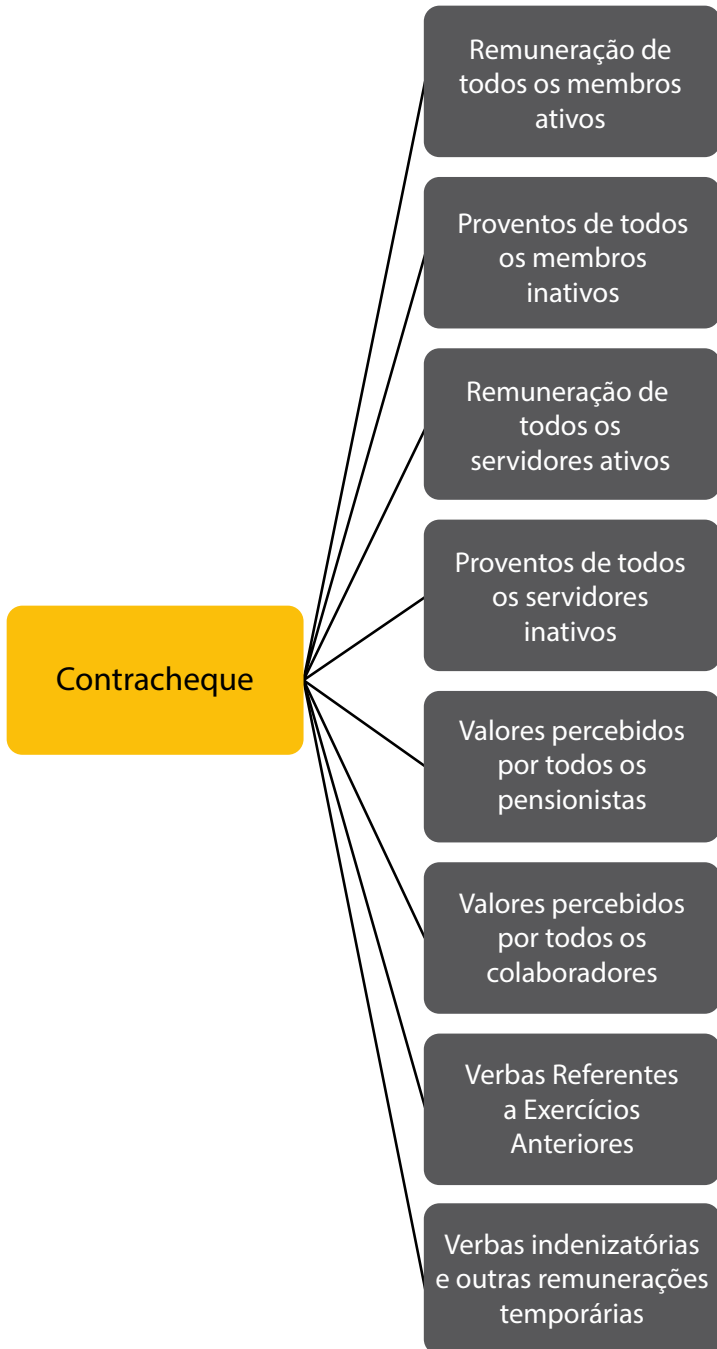 Remuneração de
todos os membros
ativos
Proventos de todos
os membros
inativos
Remuneração de
todos os
servidores ativos
Proventos de todos
os servidores
inativos
Contracheque
Valores percebidos
por todos os
pensionistas
Valores percebidos
por todos os
colaboradores
Verbas Referentes
a Exercícios
Anteriores
Verbas indenizatórias
e outras remunerações
temporárias